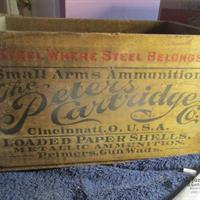 STEEL WHERE STEEL BELONGS
Small Arms Ammunition
The
Peters
Cartridge
Co.
Cincinnati, O. U.S.A.
LOADED PAPER SHELLS,
METALLIC AMMUNITION,
Primers, Gun Wads.